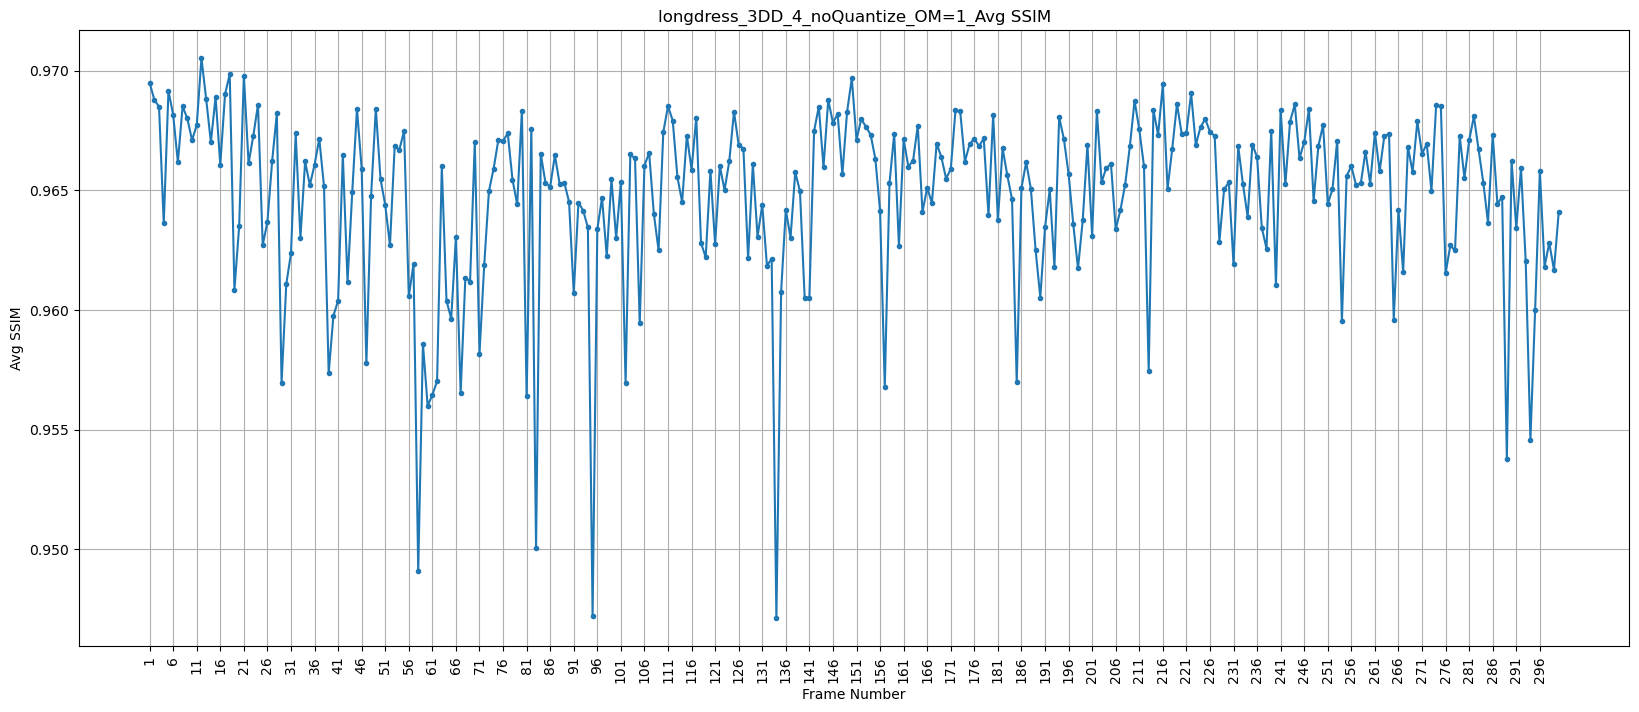 longdress_3DD_4_noQuantize_OM=1_Avg SSIM
Avg SSIM
0.970
0.965
0.960
0.955
0.950
1 6 11 16 21 26 31 36 41 46 51 56 61 66 71 76 81 86 91 96 101 106 111 116 121 126 131 136 141 146 151 156 161 166 171 176 181 186 191 196 201 206 211 216 221 226 231 236 241 246 251 256 261 266 271 276 281 286 291 296
Frame Number